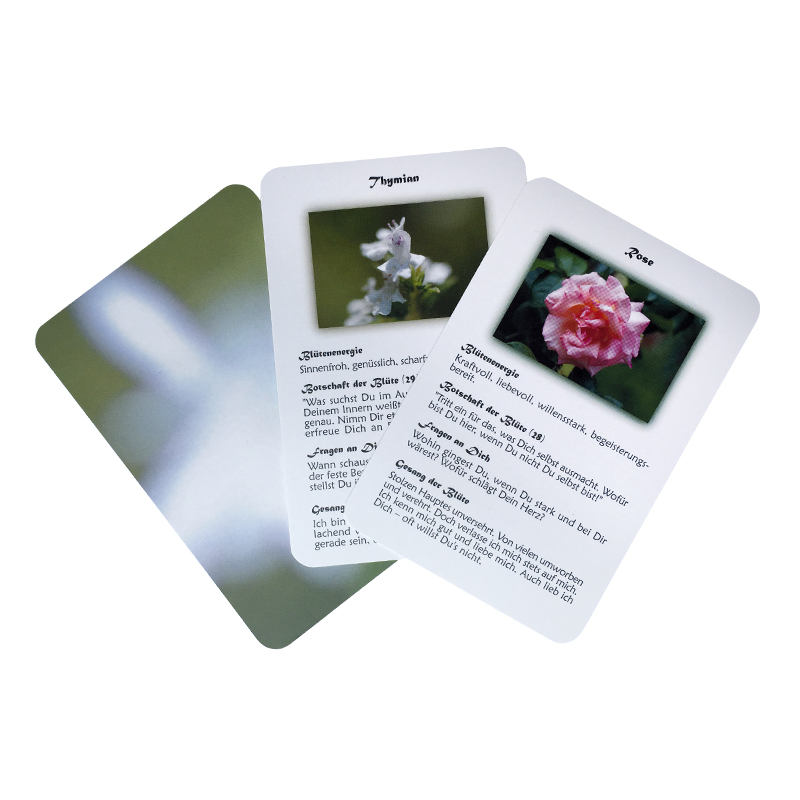 Thymian
Blütenenergie
Sinnenfroh, genüsslich, scharf
Botschaft der Blüte (29)
"Was suchst Du im
Deinem Innern weißt
genau. Nimm Dir
erfreue Dich an
Fragen an
Wann schaus
der feste
stellst Du
Gesang
Ich bin
lachend
gerade sein,
Rose
Blütenenergie
Kraftvoll, liebevoll, willensstark, begeisterungs-
bereit.
Botschaft der Blüte (28)
"Tritt ein für das, was Dich selbst ausmacht. Wofür
bist Du hier, wenn Du nicht Du selbst bist!"
Fragen an Dich
Wohin gingest Du, wenn Du stark und bei Dir
wärest? Wofür schlägt Dein Herz?
Gesang der Blüte
Stolzen Hauptes unversehrt. Von vielen umworben
und verehrt. Doch verlasse ich mich stets auf mich.
Ich kenn mich gut und liebe mich. Auch lieb ich
Dich – oft willst Du's nicht.